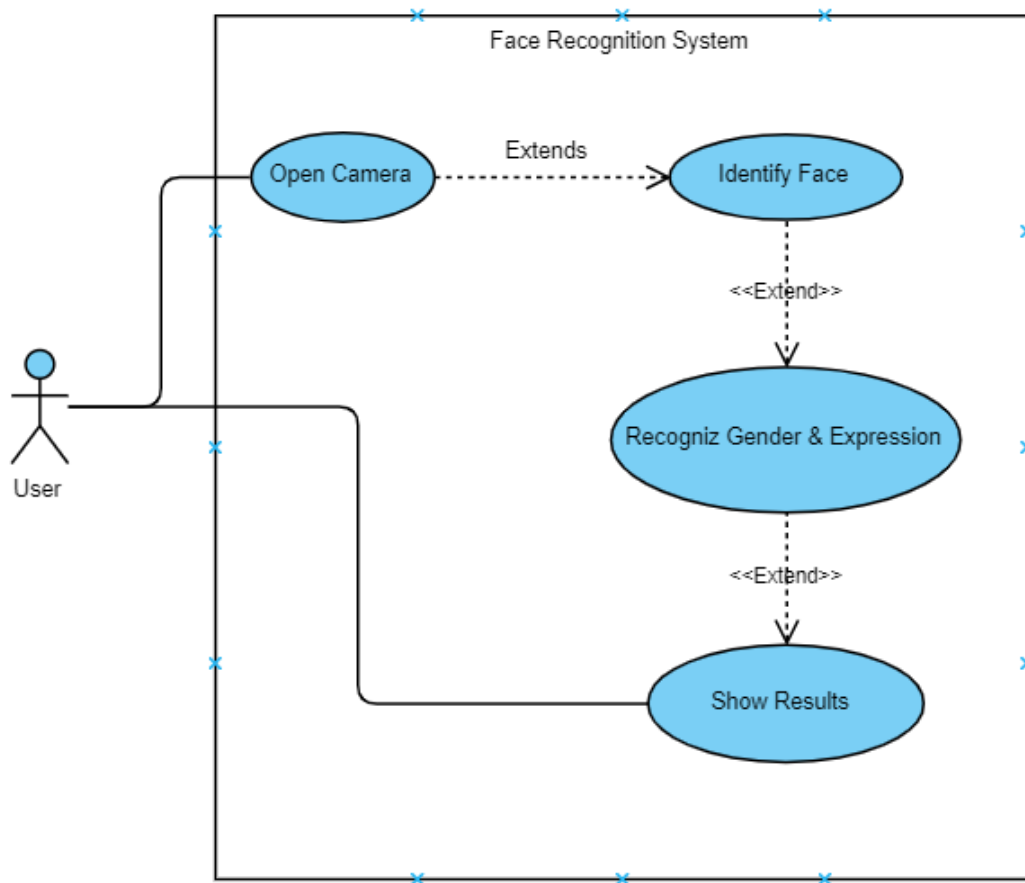 Face Recognition System
Open Camera
Extends
Identify Face
<<Extend>>
Recogniz Gender & Expression
User
<<Extend>>
Show Results